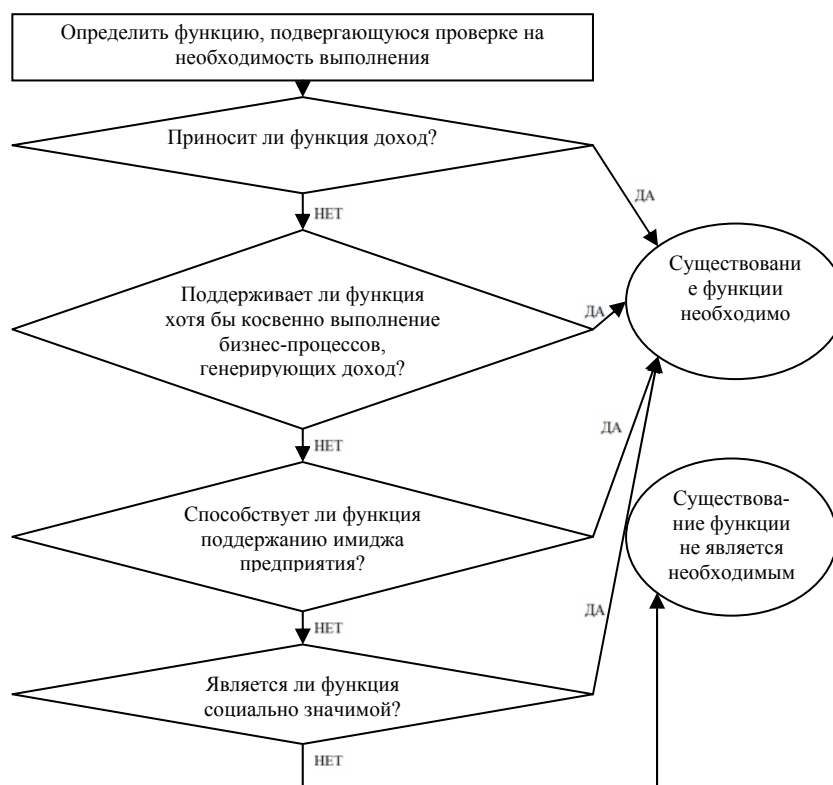 Определить функцию, подвергающуюся проверке на
необходимость выполнения
Приносит ли функция доход?
ДА
НЕТ
Существовани
е функции
необходимо
Поддерживает ли функция
хотя бы косвенно выполнение
бизнес-процессов,
генерирующих доход?
ДА
НЕТ
ДА
Способствует ли функция
поддержанию имиджа
предприятия?
Существова-
ние функции
не является
необходимым
НЕТ
ДА
Является ли функция
социально значимой?
НЕТ